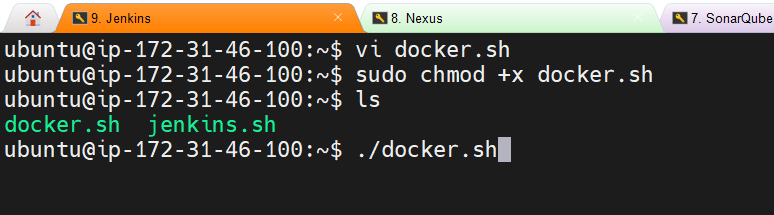 9. Jenkins
8. Nexus
7. SonarQube
ubuntu@ip-172-31-46-100:~$ vi docker.sh
ubuntu@ip-172-31-46-100:~$ sudo chmod +x docker.sh
ubuntu@ip-172-31-46-100:~$ ls
docker.sh  jenkins.sh
ubuntu@ip-172-31-46-100:~$ ./docker.sh